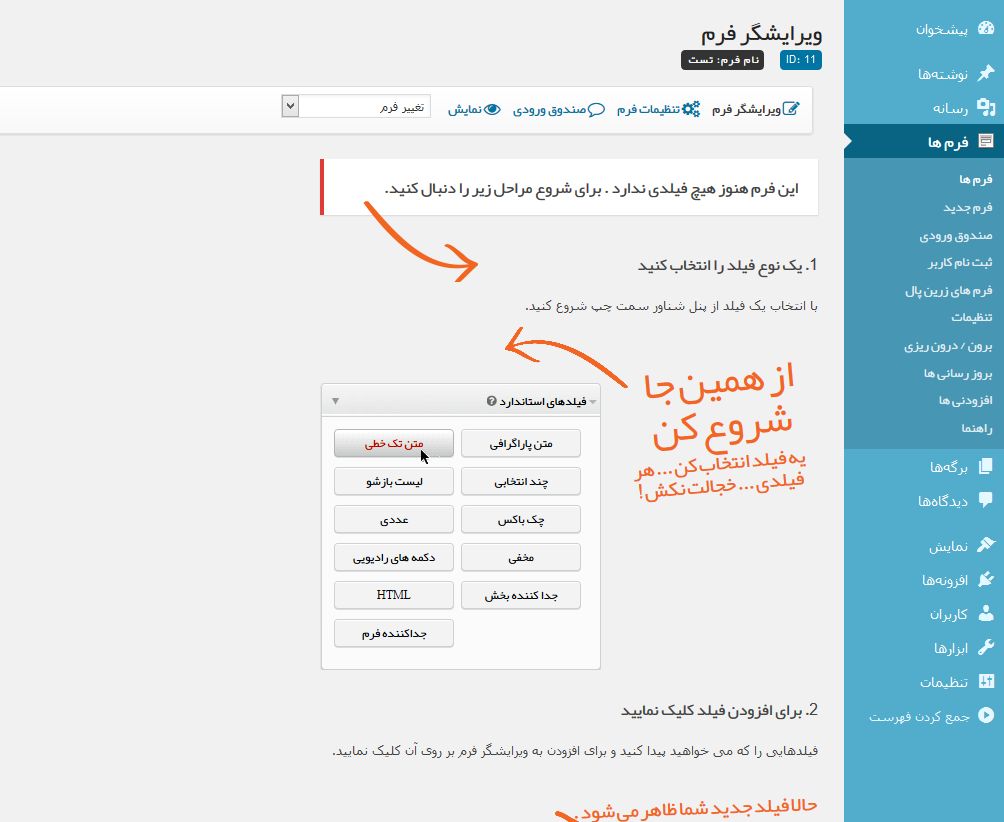 پیشخوان
نوشته‌ها
رسانه
فرم ها
فرم ها
فرم جدید
صندوق ورودی
ثبت نام کاربر
فرم های زرین پال
تنظیمات
برون / درون ریزی
بروز رسانی ها
افزودنی ها
راهنما
برگه‌ها
دیدگاه‌ها
نمایش
افزونه‌ها
کاربران
ابزارها
تنظیمات
جمع کردن فهرست
ویرایشگر فرم
ID: 11 نام فرم: تست
ویرایشگر فرم تنظیمات فرم صندوق ورودی نمایش تغییر فرم
این فرم هنوز هیچ فیلدی ندارد . برای شروع مراحل زیر را دنبال کنید.
1. یک نوع فیلد را انتخاب کنید
با انتخاب یک فیلد از پنل شناور سمت چپ شروع کنید.
از همین‌جا
شروع کن
یه فیلد انتخاب کن... هر
فیلدی... خجالت نکش!
فیلدهای استاندارد
متن پاراگرافی متن تک خطی
چند انتخابی لیست بازشو
چک باکس عددی
مخفی دکمه های رادیویی
جدا کننده بخش HTML
جداکننده فرم
2. برای افزودن فیلد کلیک نمایید
فیلدهایی را که می خواهید پیدا کنید و برای افزودن به ویرایشگر فرم بر روی آن کلیک نمایید.
حالا فیلد جدید شما ظاهر می‌شود.